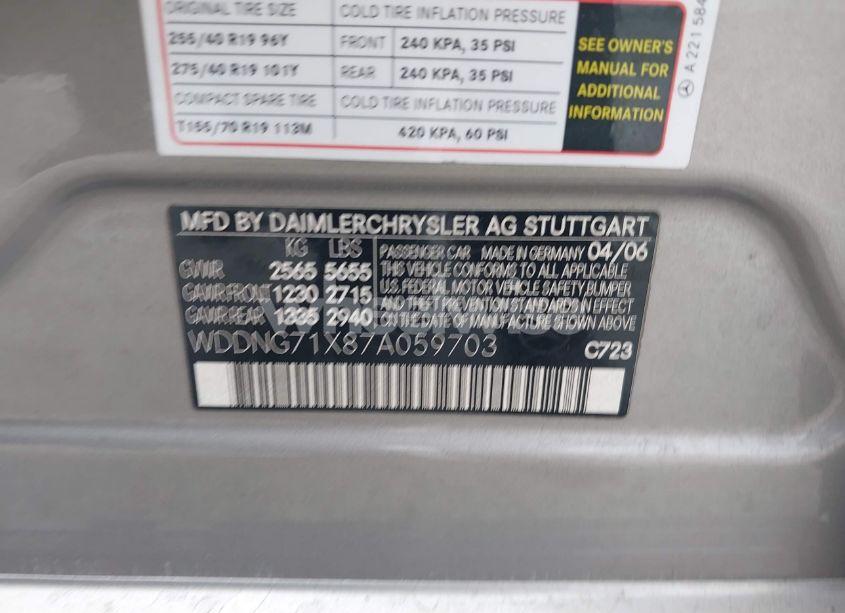 ORIGINAL TIRE SIZE COLD TIRE INFLATION PRESSURE
255/40 R19 96Y FRONT 240 KPA, 35 PSI
275/40 R19 101Y REAR 240 KPA, 35 PSI
COMPACT SPARE TIRE COLD TIRE INFLATION PRESSURE
T155/70 R19 113M 420 KPA, 60 PSI
SEE OWNER'S
MANUAL FOR
ADDITIONAL
INFORMATION
A 221 584
MFD BY DAIMLERCHRYSLER AG STUTTGART
KG LBS
GVWR 2565 5655
GAWR FRONT 1230 2715
GAWR REAR 1335 2940
PASSENGER CAR MADE IN GERMANY 04/06
THIS VEHICLE CONFORMS TO ALL APPLICABLE
U.S. FEDERAL MOTOR VEHICLE SAFETY BUMPER
AND THEFT PREVENTION STANDARDS IN EFFECT
ON THE DATE OF MANUFACTURE SHOWN ABOVE
WDDNG71X87A059703 C723